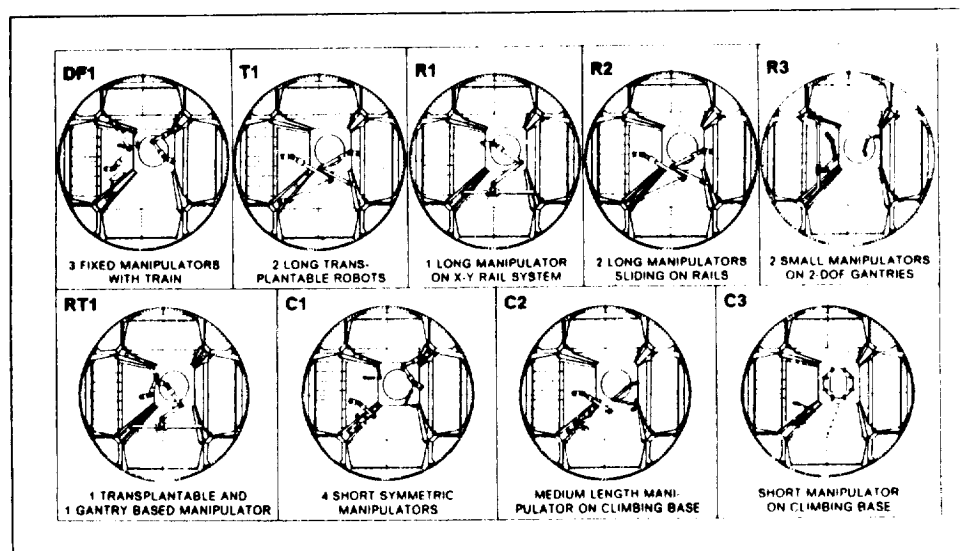 DF1
T1
R1
R2
R3
3 FIXED MANIPULATORS
WITH TRAIN
2 LONG TRANS-
PLANTABLE ROBOTS
1 LONG MANIPULATOR
ON X-Y RAIL SYSTEM
2 LONG MANIPULATORS
SLIDING ON RAILS
2 SMALL MANIPULATORS
ON 2-DOF GANTRIES
RT1
C1
C2
C3
1 TRANSPLANTABLE AND
1 GANTRY BASED MANIPULATOR
4 SHORT SYMMETRIC
MANIPULATORS
MEDIUM LENGTH MANI-
PULATOR ON CLIMBING BASE
SHORT MANIPULATOR
ON CLIMBING BASE